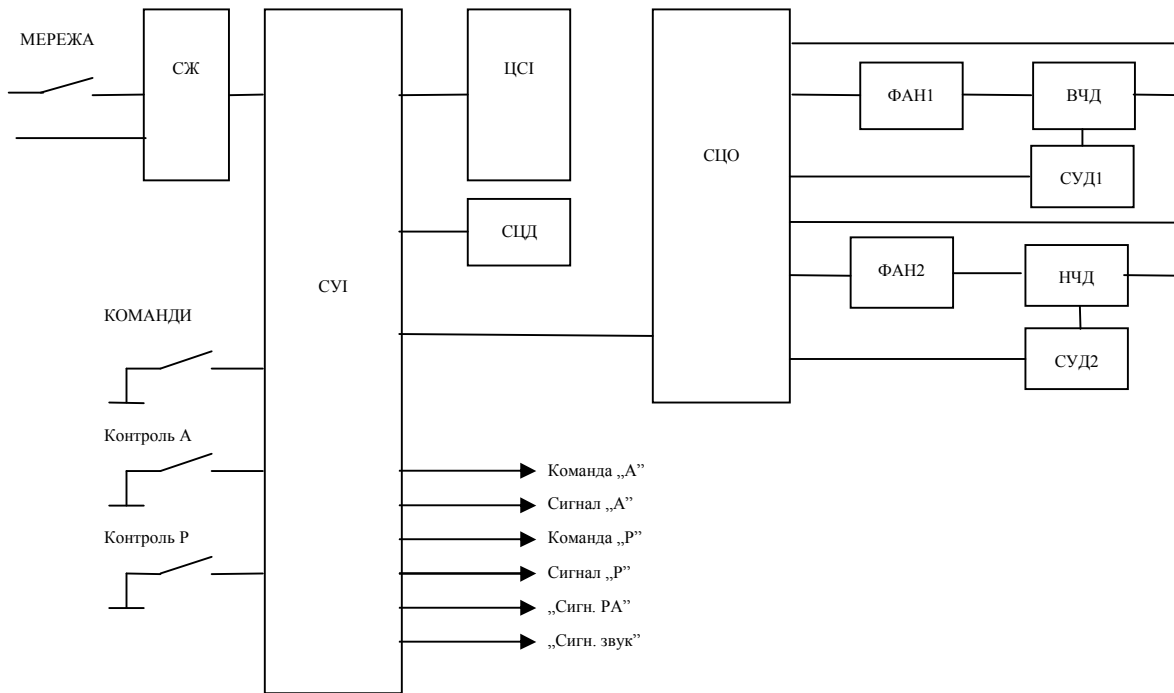 МЕРЕЖА
СЖ
ЦСІ
СЦД
СУІ
СЦО
ФАН1
ВЧД
СУД1
ФАН2
НЧД
СУД2
КОМАНДИ
Контроль А
Контроль Р
Команда „А”
Сигнал „А”
Команда „Р”
Сигнал „Р”
„Сигн. РА”
„Сигн. звук”